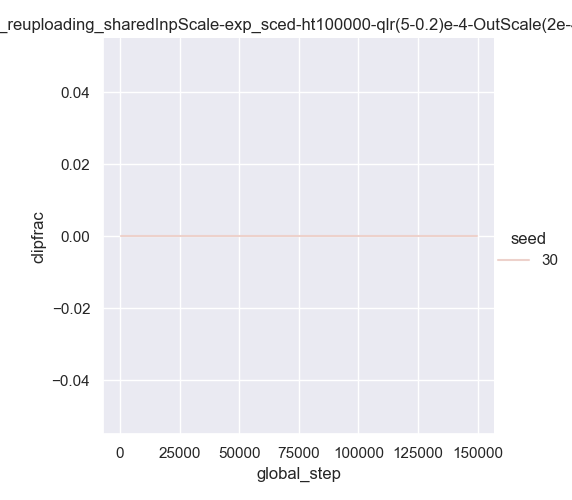 _reuploading_sharedInpScale-exp_sced-ht100000-qlr(5-0.2)e-4-OutScale(2e-
clipfrac
0.04
0.02
0.00
−0.02
−0.04
seed
30
0 25000 50000 75000 100000 125000 150000
global_step